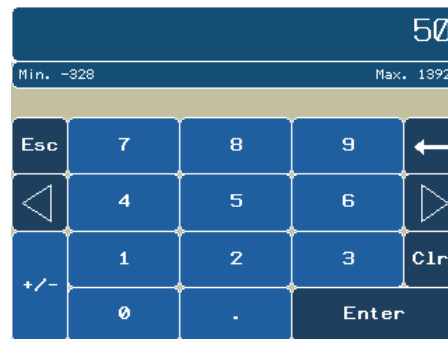 50
Min. -328 Max. 1392
Esc 7 8 9
4 5 6
1 2 3 Clr
+/-
0 . Enter